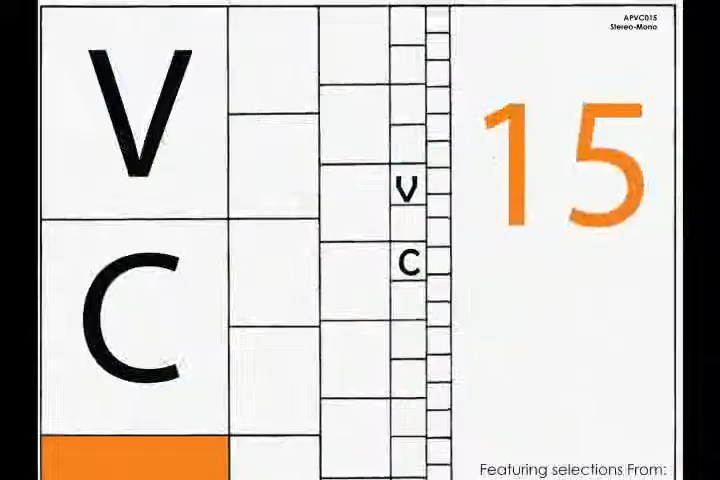 APVC015
Stereo-Mono
V
15
V
C
C
Featuring selections From: